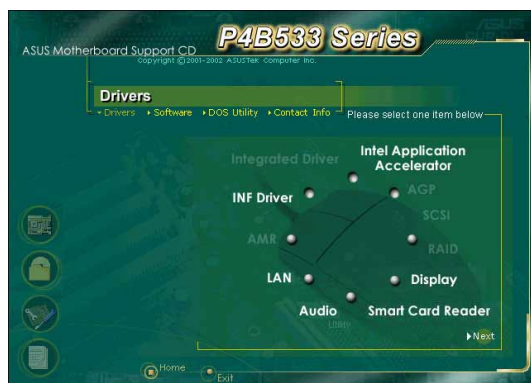 P4B533 Series
ASUS Motherboard Support CD
Copyright (C)2001-2002 ASUSTek Computer Inc.
Drivers
Drivers Software DOS Utility Contact Info
Please select one item below
Integrated Driver
Intel Application
Accelerator
INF Driver
AGP
SCSI
AMR
RAID
LAN
Display
Audio
Smart Card Reader
Utility
Next
Home
Exit